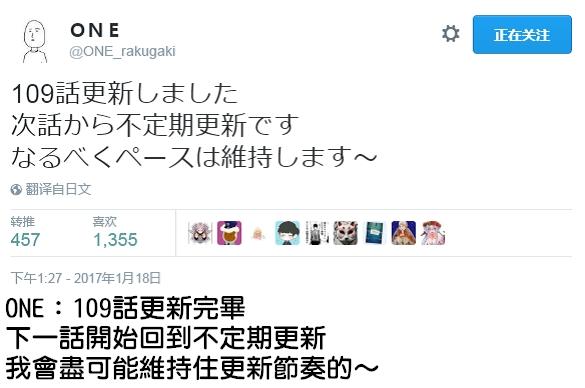 ONE
@ONE_rakugaki
正在关注
109話更新しました
次話から不定期更新です
なるべくペースは維持します～
翻译自日文
转推 喜欢
457 1,355
下午1:27 - 2017年1月18日
ONE：109話更新完畢
下一話開始回到不定期更新
我會盡可能維持住更新節奏的～